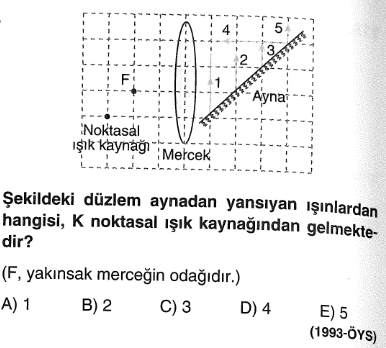 4
5
3
2
F
1
Ayna
Noktasal
ışık kaynağı
Mercek
Şekildeki düzlem aynadan yansıyan ışınlardan
hangisi, K noktasal ışık kaynağından gelmekte-
dir?
(F, yakınsak merceğin odağıdır.)
A) 1 B) 2 C) 3 D) 4 E) 5
(1993-ÖYS)